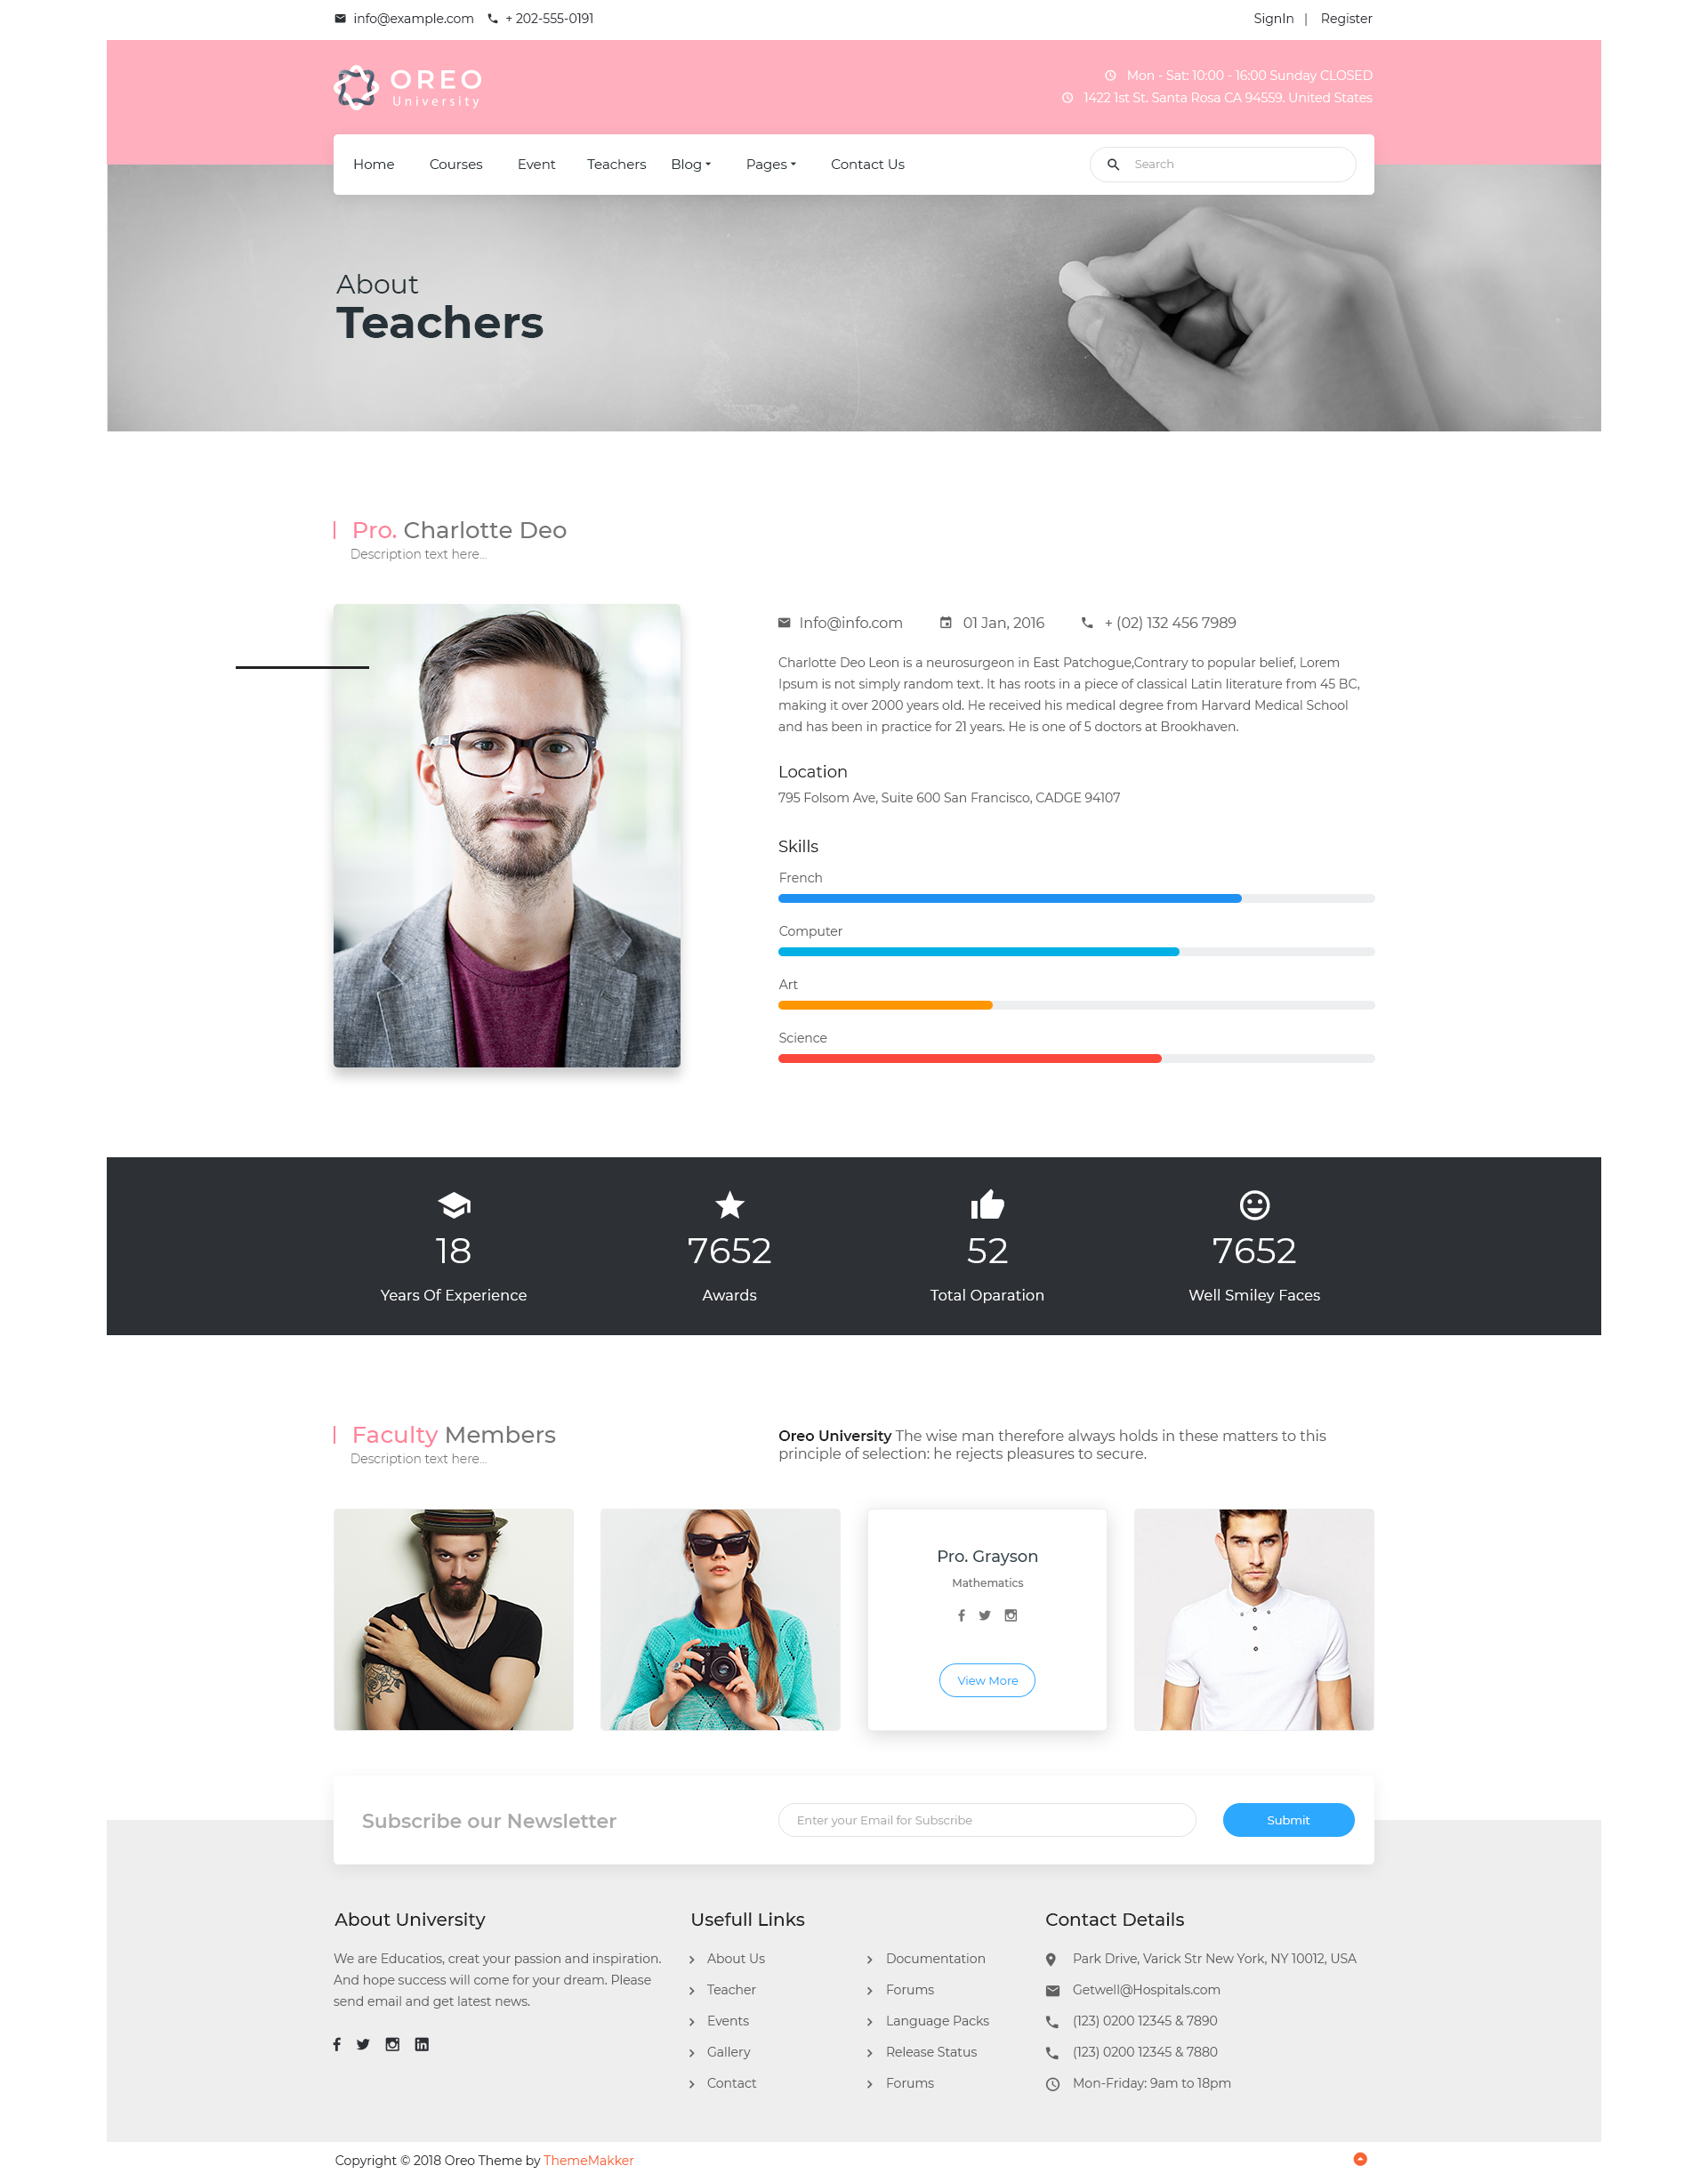 info@example.com + 202-555-0191 SignIn | Register
OREO
University
Mon - Sat: 10:00 - 16:00 Sunday CLOSED
1422 1st St. Santa Rosa CA 94559. United States
Home Courses Event Teachers Blog Pages Contact Us Search
About
Teachers
Pro. Charlotte Deo
Description text here...
Info@info.com 01 Jan, 2016 + (02) 132 456 7989
Charlotte Deo Leon is a neurosurgeon in East Patchogue,Contrary to popular belief, Lorem
Ipsum is not simply random text. It has roots in a piece of classical Latin literature from 45 BC,
making it over 2000 years old. He received his medical degree from Harvard Medical School
and has been in practice for 21 years. He is one of 5 doctors at Brookhaven.
Location
795 Folsom Ave, Suite 600 San Francisco, CADGE 94107
Skills
French
Computer
Art
Science
18 7652 52 7652
Years Of Experience Awards Total Oparation Well Smiley Faces
Faculty Members
Description text here...
Oreo University The wise man therefore always holds in these matters to this
principle of selection: he rejects pleasures to secure.
Pro. Grayson
Mathematics
View More
Subscribe our Newsletter Enter your Email for Subscribe Submit
About University
We are Educatios, creat your passion and inspiration.
And hope success will come for your dream. Please
send email and get latest news.
Usefull Links
About Us Documentation
Teacher Forums
Events Language Packs
Gallery Release Status
Contact Forums
Contact Details
Park Drive, Varick Str New York, NY 10012, USA
Getwell@Hospitals.com
(123) 0200 12345 & 7890
(123) 0200 12345 & 7880
Mon-Friday: 9am to 18pm
Copyright © 2018 Oreo Theme by ThemeMakker